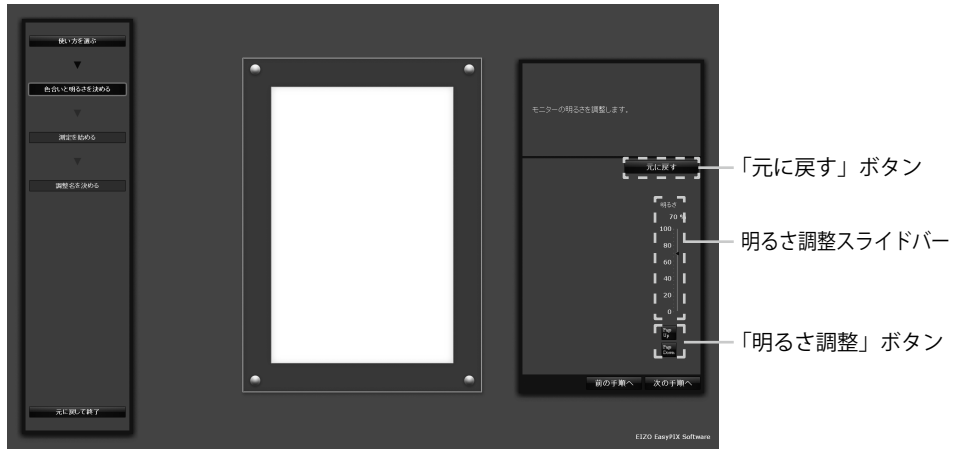 使い方を選ぶ
色合いと明るさを決める
測定を始める
調整名を決める
元に戻して終了
モニターの明るさを調整します。
元に戻す
明るさ
70 %
100
80
60
40
20
0
Pge
Up
Pge
Down
前の手順へ
次の手順へ
EIZO EasyPIX Software
「元に戻す」ボタン
明るさ調整スライドバー
「明るさ調整」ボタン